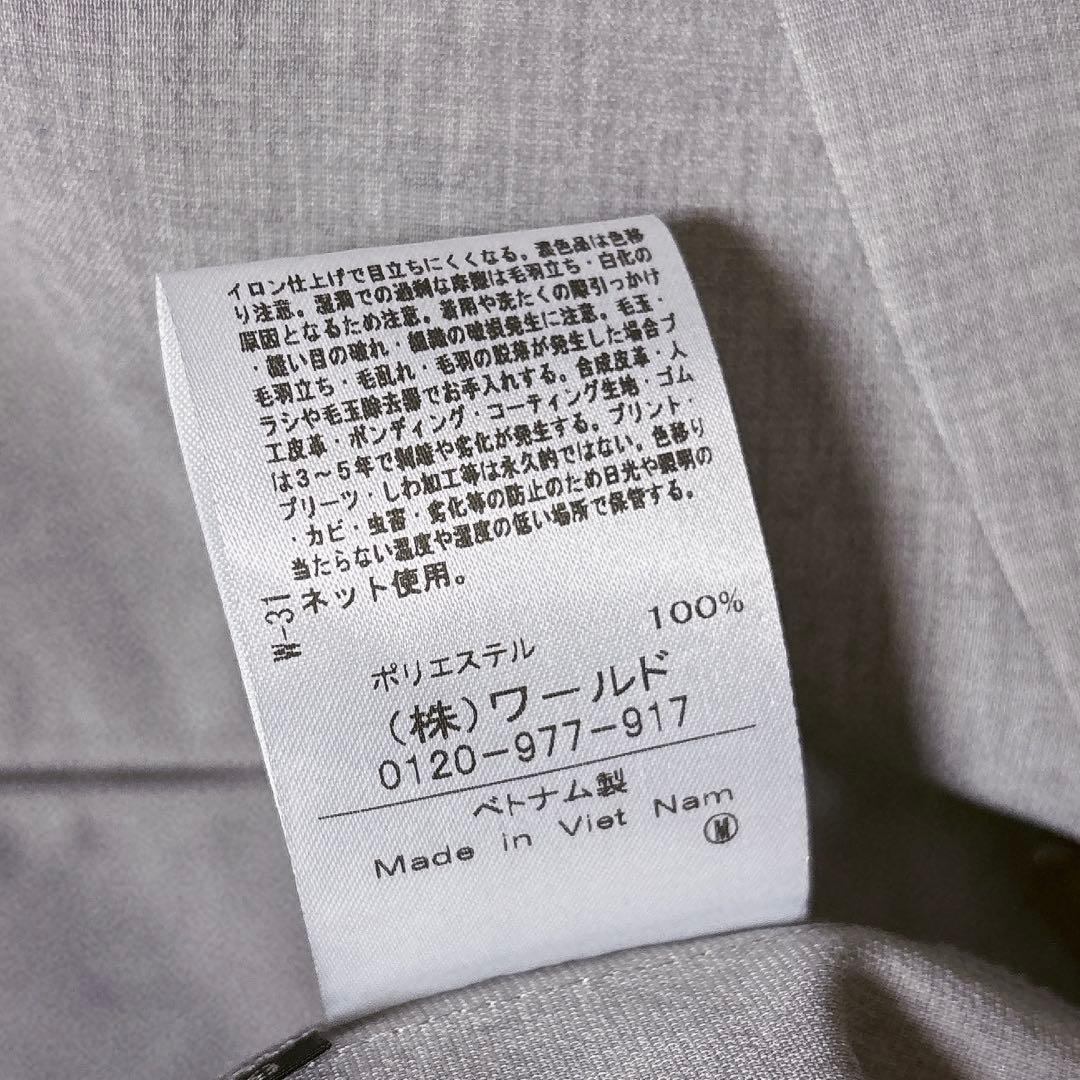 イロン仕上げで目立ちにくくなる。濃色品は色移
り注意。湿潤での過剰な摩擦は毛羽立ち・白化の
原因となるため注意。着用や洗たくの際引っかけ
・縫い目の破れ・組織の破損発生に注意。毛玉・
毛羽立ち・毛乱れ・毛羽の脱落が発生した場合ブ
ラシや毛玉除去器でお手入れする。合成皮革・人
工皮革・ボンディング・コーティング生地・ゴム
は3~5年で剥離や劣化が発生する。プリント・
プリーツ・しわ加工等は永久的ではない。色移り
・カビ・虫害・劣化等の防止のため日光や照明の
当たらない温度や湿度の低い場所で保管する。
ネット使用。
W-31
100%
ポリエステル
(株)ワールド
0120-977-917
ベトナム製
Made in Viet Nam
M